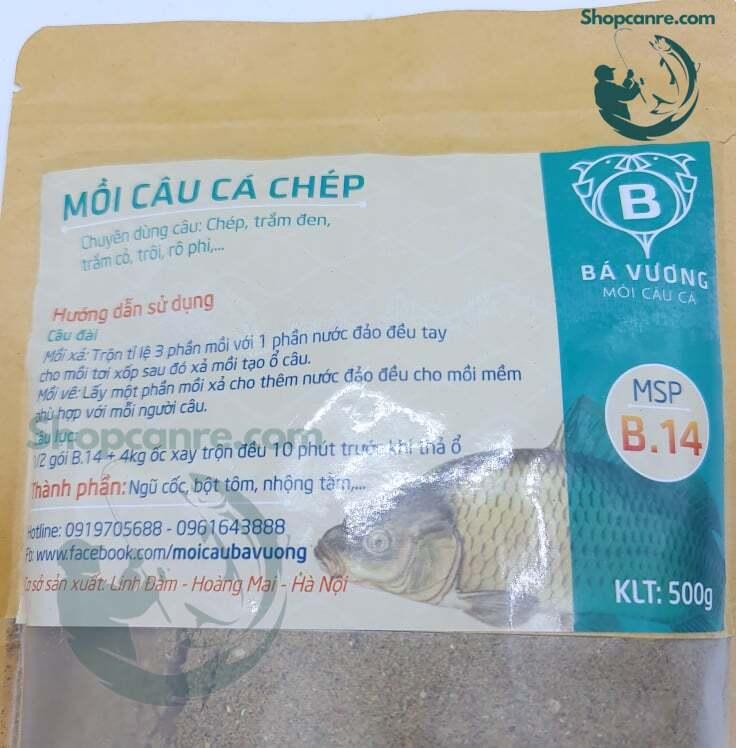 Shopcanre.com
MỒI CÂU CÁ CHÉP
Chuyên dùng câu: Chép, trắm đen,
trắm cỏ, trôi, rô phi,...
B
BÁ VƯƠNG
MỒI CÂU CÁ
Hướng dẫn sử dụng
Câu đài
Mồi xả: Trộn tỉ lệ 3 phần mồi với 1 phần nước đảo đều tay
cho mồi tơi xốp sau đó xả mồi tạo ổ câu.
Mồi vê: Lấy một phần mồi xả cho thêm nước đảo đều cho mồi mềm
phù hợp với mỗi người câu.
MSP
B.14
Shopcanre.com
Câu lục
1/2 gói B.14 + 4kg ốc xay trộn đều 10 phút trước khi thả ổ
Thành phần: Ngũ cốc, bột tôm, nhộng tằm,...
Hotline: 0919705688 - 0961643888
Fb: www.facebook.com/moicaubavuong
Cơ sở sản xuất: Linh Đàm - Hoàng Mai - Hà Nội
KLT: 500g